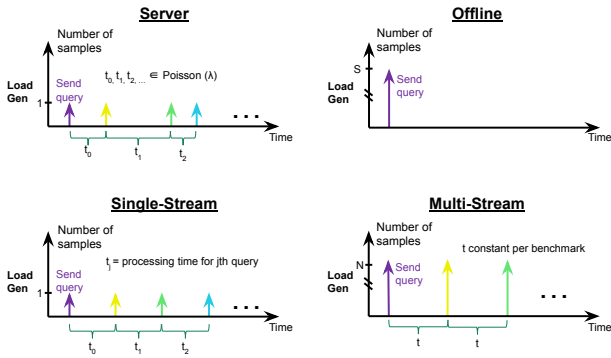 Server
Number of
samples
t0, t1, t2, ... ∈ Poisson (λ)
Load
Gen
1
Send
query
...
Time
t0
t1
t2
Offline
Number of
samples
S
Load
Gen
Send
query
Time
Single-Stream
Number of
samples
tj = processing time for jth query
Load
Gen
1
Send
query
...
Time
t0
t1
t2
Multi-Stream
Number of
samples
t constant per benchmark
N
Load
Gen
Send
query
...
Time
t
t